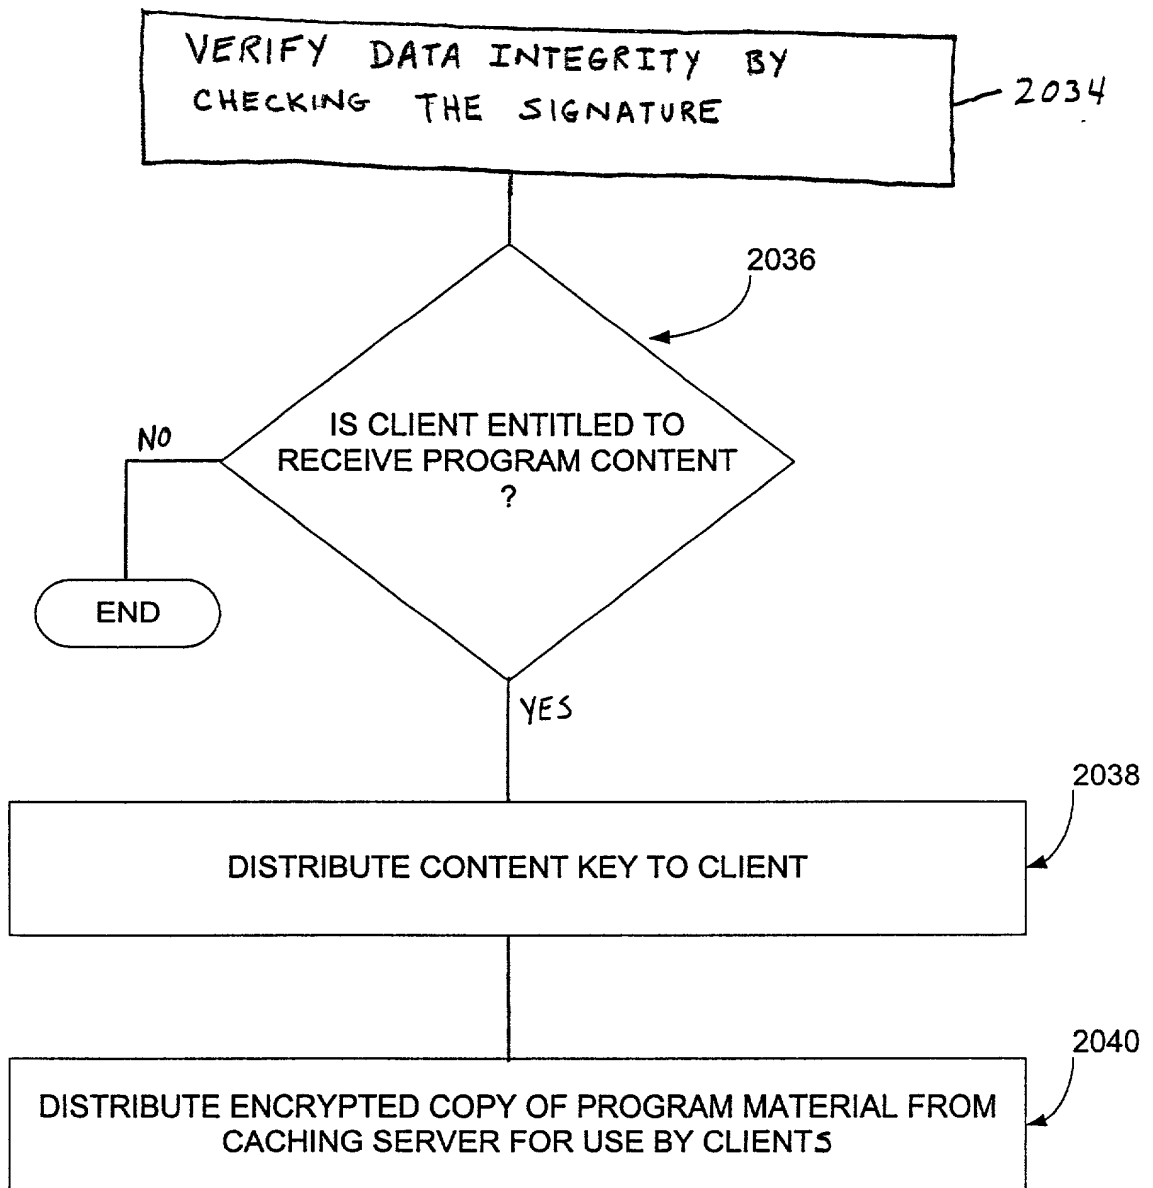 VERIFY DATA INTEGRITY BY
CHECKING THE SIGNATURE
2034
2036
IS CLIENT ENTITLED TO
RECEIVE PROGRAM CONTENT
?
NO
END
YES
2038
DISTRIBUTE CONTENT KEY TO CLIENT
2040
DISTRIBUTE ENCRYPTED COPY OF PROGRAM MATERIAL FROM
CACHING SERVER FOR USE BY CLIENTS